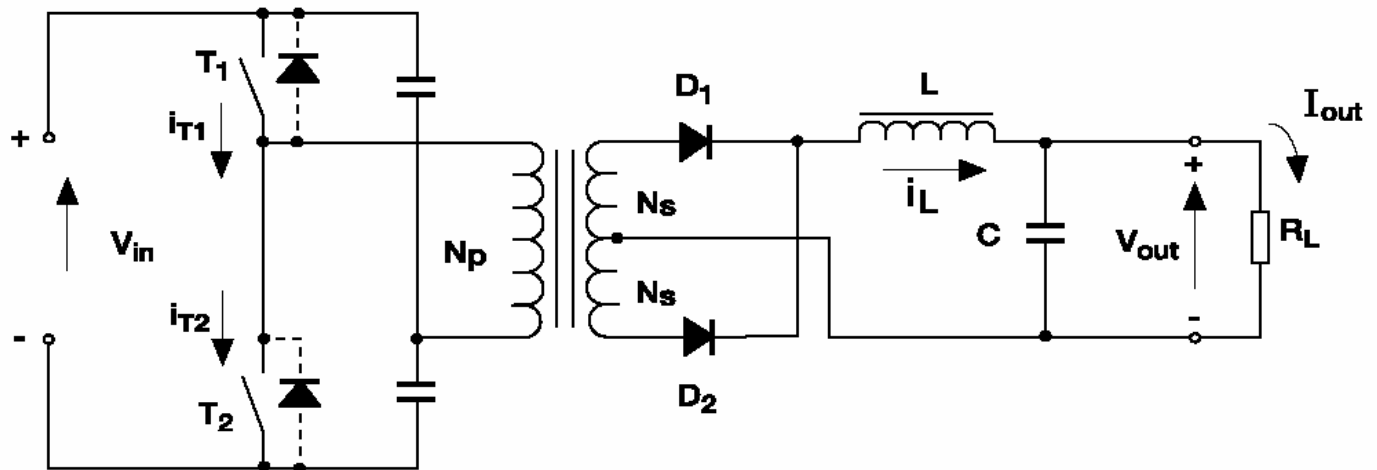 T1
iT1
+
Vin
-
iT2
T2
Np
Ns
Ns
D1
D2
L
iL
C
+
Vout
-
Iout
RL